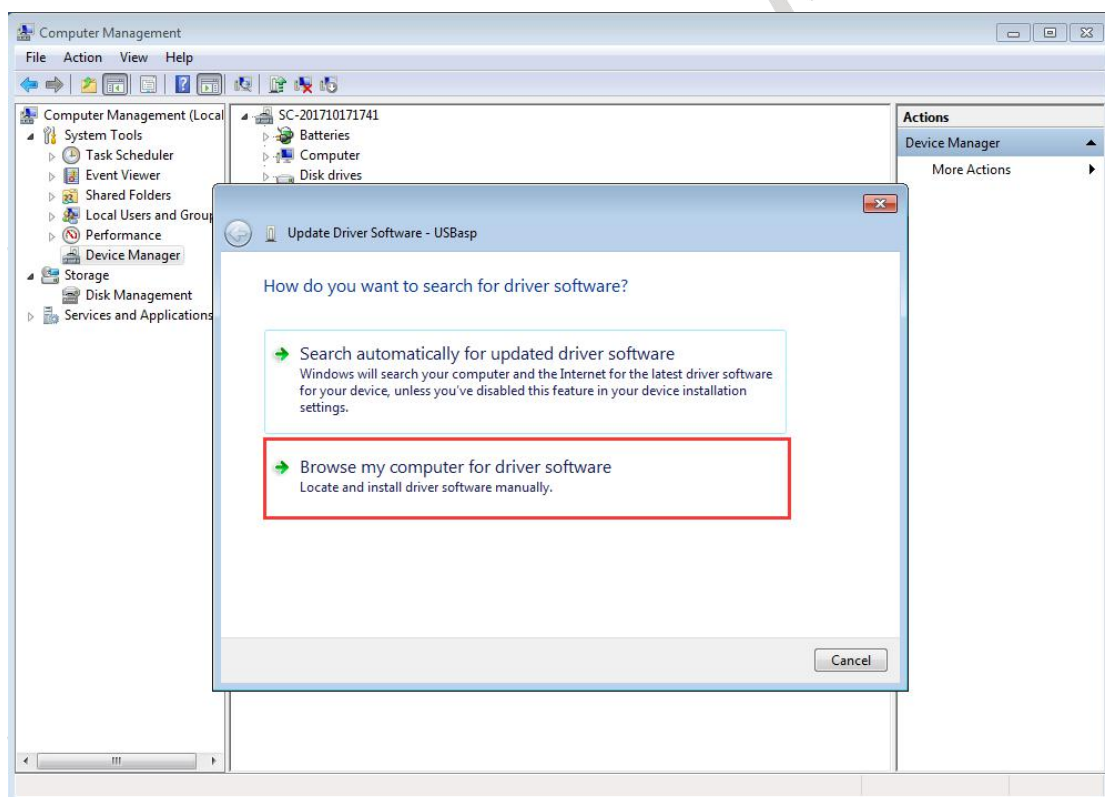 Computer Management
File Action View Help
Computer Management (Local
System Tools
Task Scheduler
Event Viewer
Shared Folders
Local Users and Group
Performance
Device Manager
Storage
Disk Management
Services and Applications
SC-201710171741
Batteries
Computer
Disk drives
Actions
Device Manager
More Actions
Update Driver Software - USBasp
How do you want to search for driver software?
Search automatically for updated driver software
Windows will search your computer and the Internet for the latest driver software
for your device, unless you've disabled this feature in your device installation
settings.
Browse my computer for driver software
Locate and install driver software manually.
Cancel